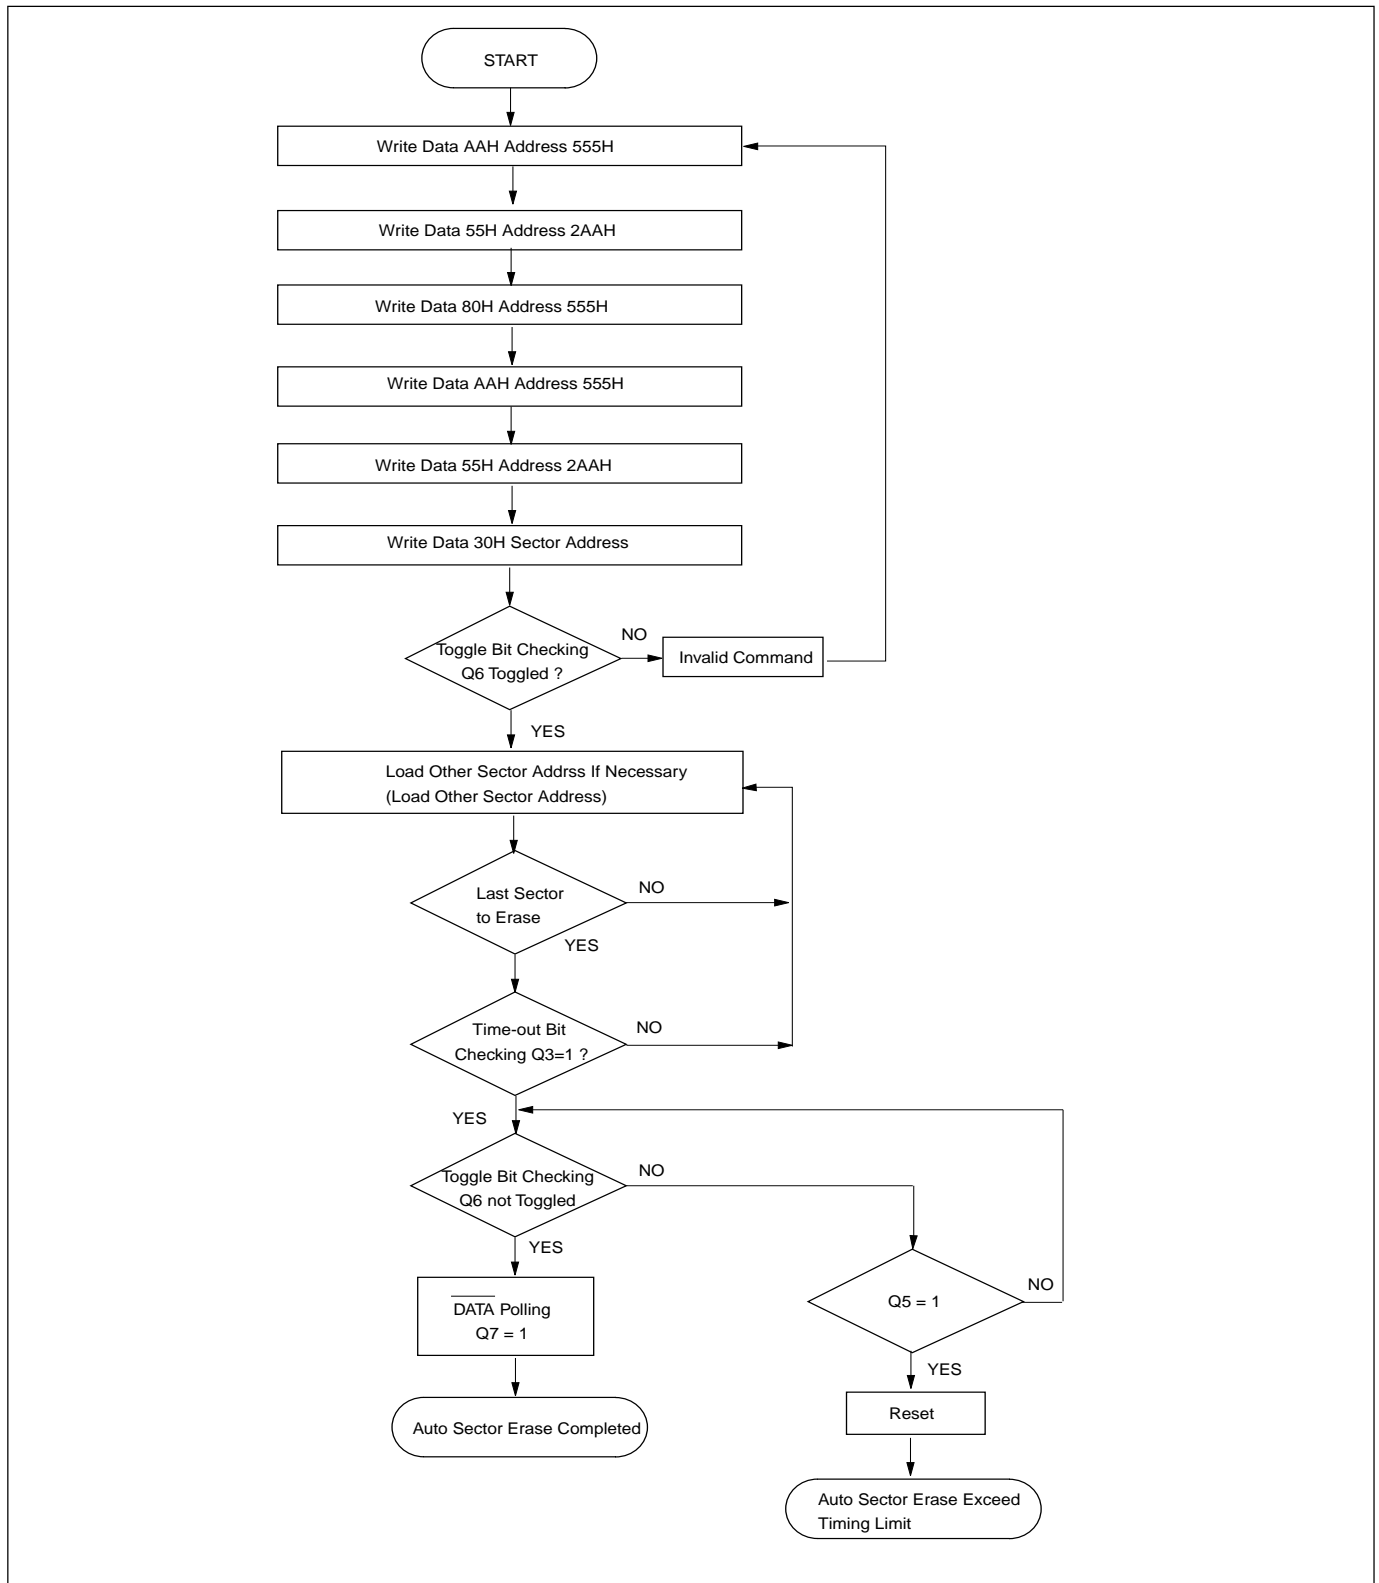 START
Write Data AAH Address 555H
Write Data 55H Address 2AAH
Write Data 80H Address 555H
Write Data AAH Address 555H
Write Data 55H Address 2AAH
Write Data 30H Sector Address
Toggle Bit Checking
Q6 Toggled ?
NO
Invalid Command
YES
Load Other Sector Addrss If Necessary
(Load Other Sector Address)
Last Sector
to Erase
NO
YES
Time-out Bit
Checking Q3=1 ?
NO
YES
Toggle Bit Checking
Q6 not Toggled
NO
YES
DATA Polling
Q7 = 1
Q5 = 1
NO
YES
Reset
Auto Sector Erase Completed
Auto Sector Erase Exceed
Timing Limit